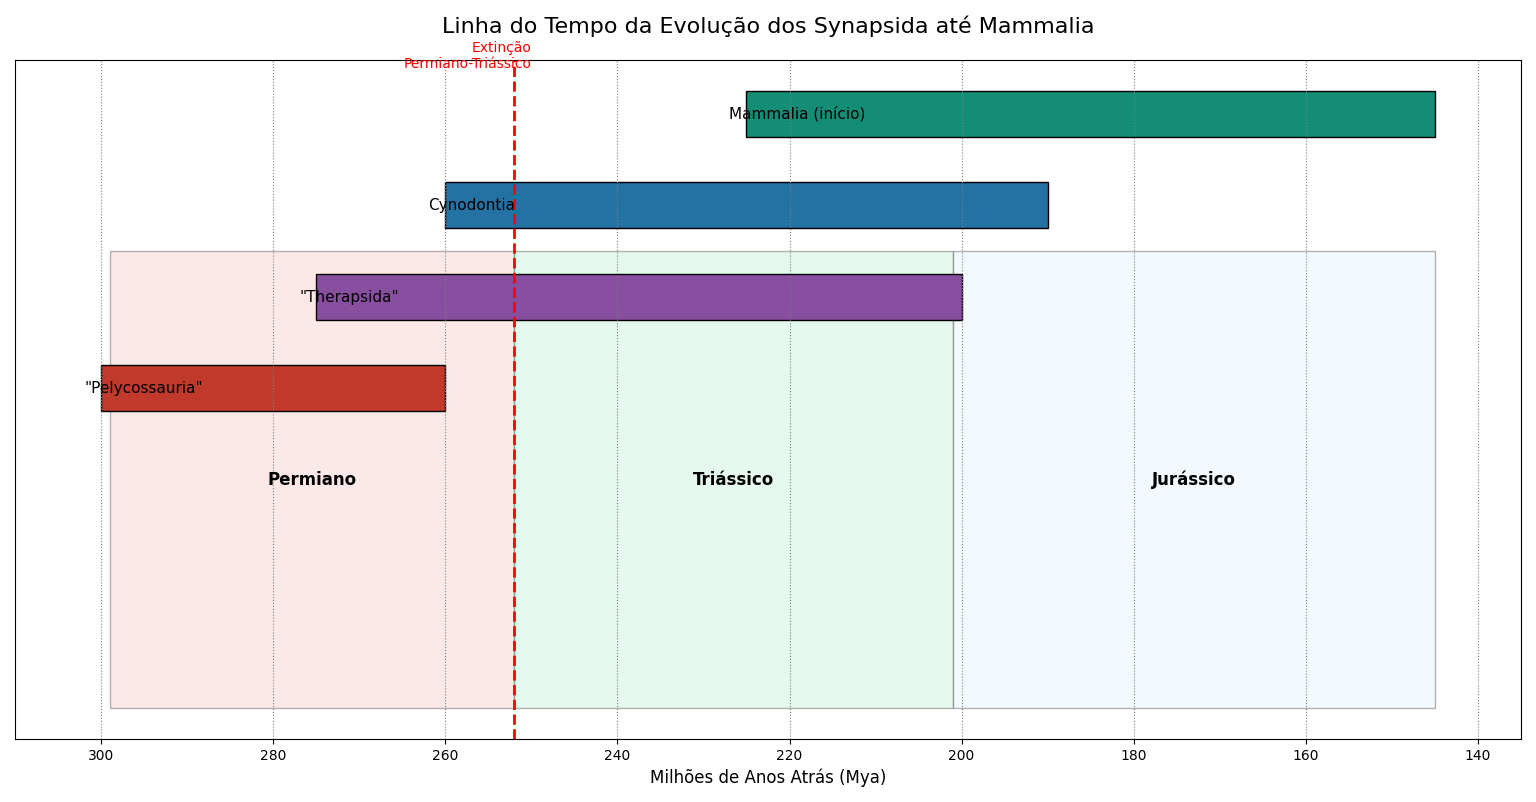 Linha do Tempo da Evolução dos Synapsida até Mammalia
Extinção
Permiano-Triássico
Mammalia (início)
Cynodontia
"Therapsida"
"Pelycossauria"
Permiano
Triássico
Jurássico
300
280
260
240
220
200
180
160
140
Milhões de Anos Atrás (Mya)